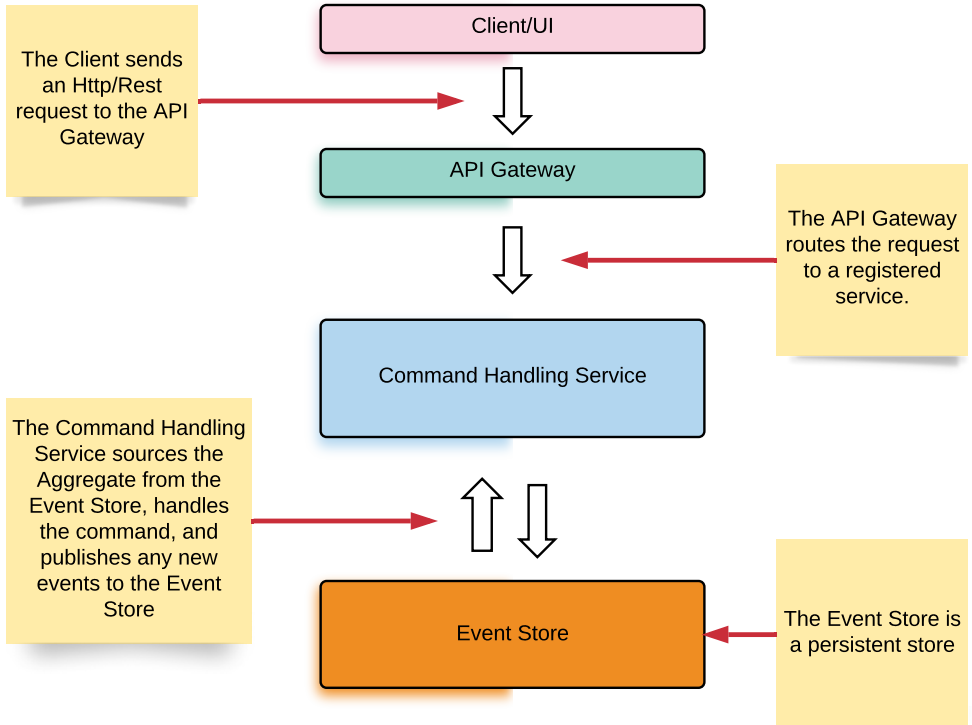 Client/UI
The Client sends
an Http/Rest
request to the API
Gateway
API Gateway
The API Gateway
routes the request
to a registered
service.
Command Handling Service
The Command Handling
Service sources the
Aggregate from the
Event Store, handles
the command, and
publishes any new
events to the Event
Store
Event Store
The Event Store is
a persistent store